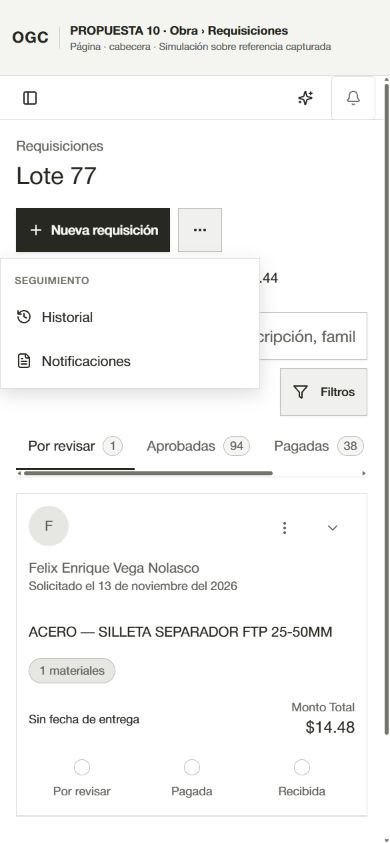 OGC
PROPUESTA 10 · Obra › Requisiciones
Página · cabecera · Simulación sobre referencia capturada
Requisiciones
Lote 77
+ Nueva requisición
...
.44
SEGUIMIENTO
Historial
Notificaciones
cripción, famil
Filtros
Por revisar 1 Aprobadas 94 Pagadas 38
F
Felix Enrique Vega Nolasco
Solicitado el 13 de noviembre del 2026
ACERO — SILLETA SEPARADOR FTP 25-50MM
1 materiales
Monto Total
Sin fecha de entrega
$14.48
Por revisar Pagada Recibida